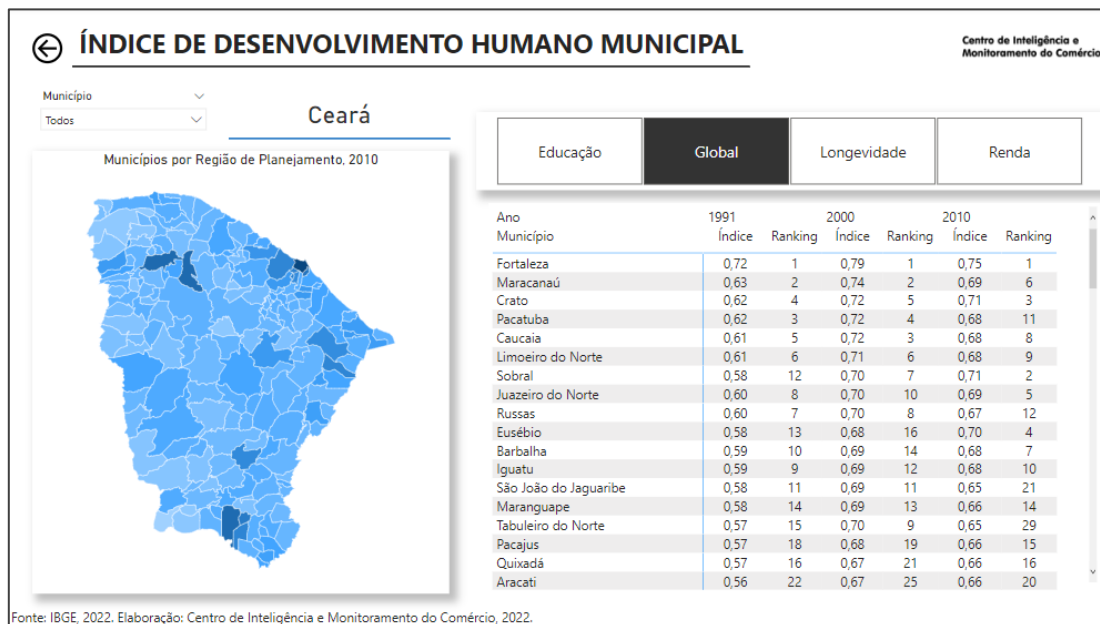 ÍNDICE DE DESENVOLVIMENTO HUMANO MUNICIPAL
Centro de Inteligência e
Monitoramento do Comércio
Município
Todos
Ceará
Municípios por Região de Planejamento, 2010
Educação Global Longevidade Renda
Ano 1991 2000 2010
Município Índice Ranking Índice Ranking Índice Ranking
Fortaleza 0,72 1 0,79 1 0,75 1
Maracanaú 0,63 2 0,74 2 0,69 6
Crato 0,62 4 0,72 5 0,71 3
Pacatuba 0,62 3 0,72 4 0,68 11
Caucaia 0,61 5 0,72 3 0,68 8
Limoeiro do Norte 0,61 6 0,71 6 0,68 9
Sobral 0,58 12 0,70 7 0,71 2
Juazeiro do Norte 0,60 8 0,70 10 0,69 5
Russas 0,60 7 0,70 8 0,67 12
Eusébio 0,58 13 0,68 16 0,70 4
Barbalha 0,59 10 0,69 14 0,68 7
Iguatu 0,59 9 0,69 12 0,68 10
São João do Jaguaribe 0,58 11 0,69 11 0,65 21
Maranguape 0,58 14 0,69 13 0,66 14
Tabuleiro do Norte 0,57 15 0,70 9 0,65 29
Pacajus 0,57 18 0,68 19 0,66 15
Quixadá 0,57 16 0,67 21 0,66 16
Aracati 0,56 22 0,67 25 0,66 20
Fonte: IBGE, 2022. Elaboração: Centro de Inteligência e Monitoramento do Comércio, 2022.